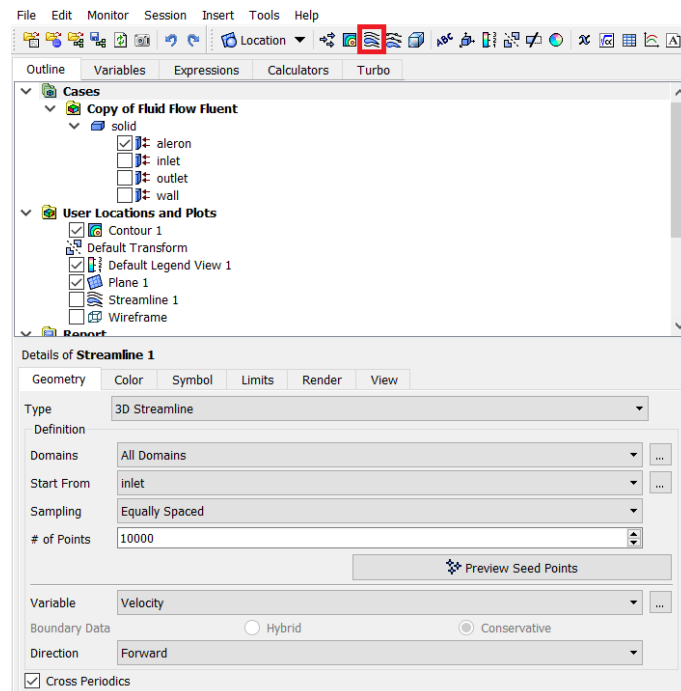 File Edit Monitor Session Insert Tools Help
Location ABC A
Outline Variables Expressions Calculators Turbo
Cases
Copy of Fluid Flow Fluent
solid
aleron
inlet
outlet
wall
User Locations and Plots
Contour 1
Default Transform
Default Legend View 1
Plane 1
Streamline 1
Wireframe
Report
Details of Streamline 1
Geometry Color Symbol Limits Render View
Type 3D Streamline
Definition
Domains All Domains ...
Start From inlet ...
Sampling Equally Spaced
# of Points 10000
Preview Seed Points
Variable Velocity ...
Boundary Data Hybrid Conservative
Direction Forward
Cross Periodics